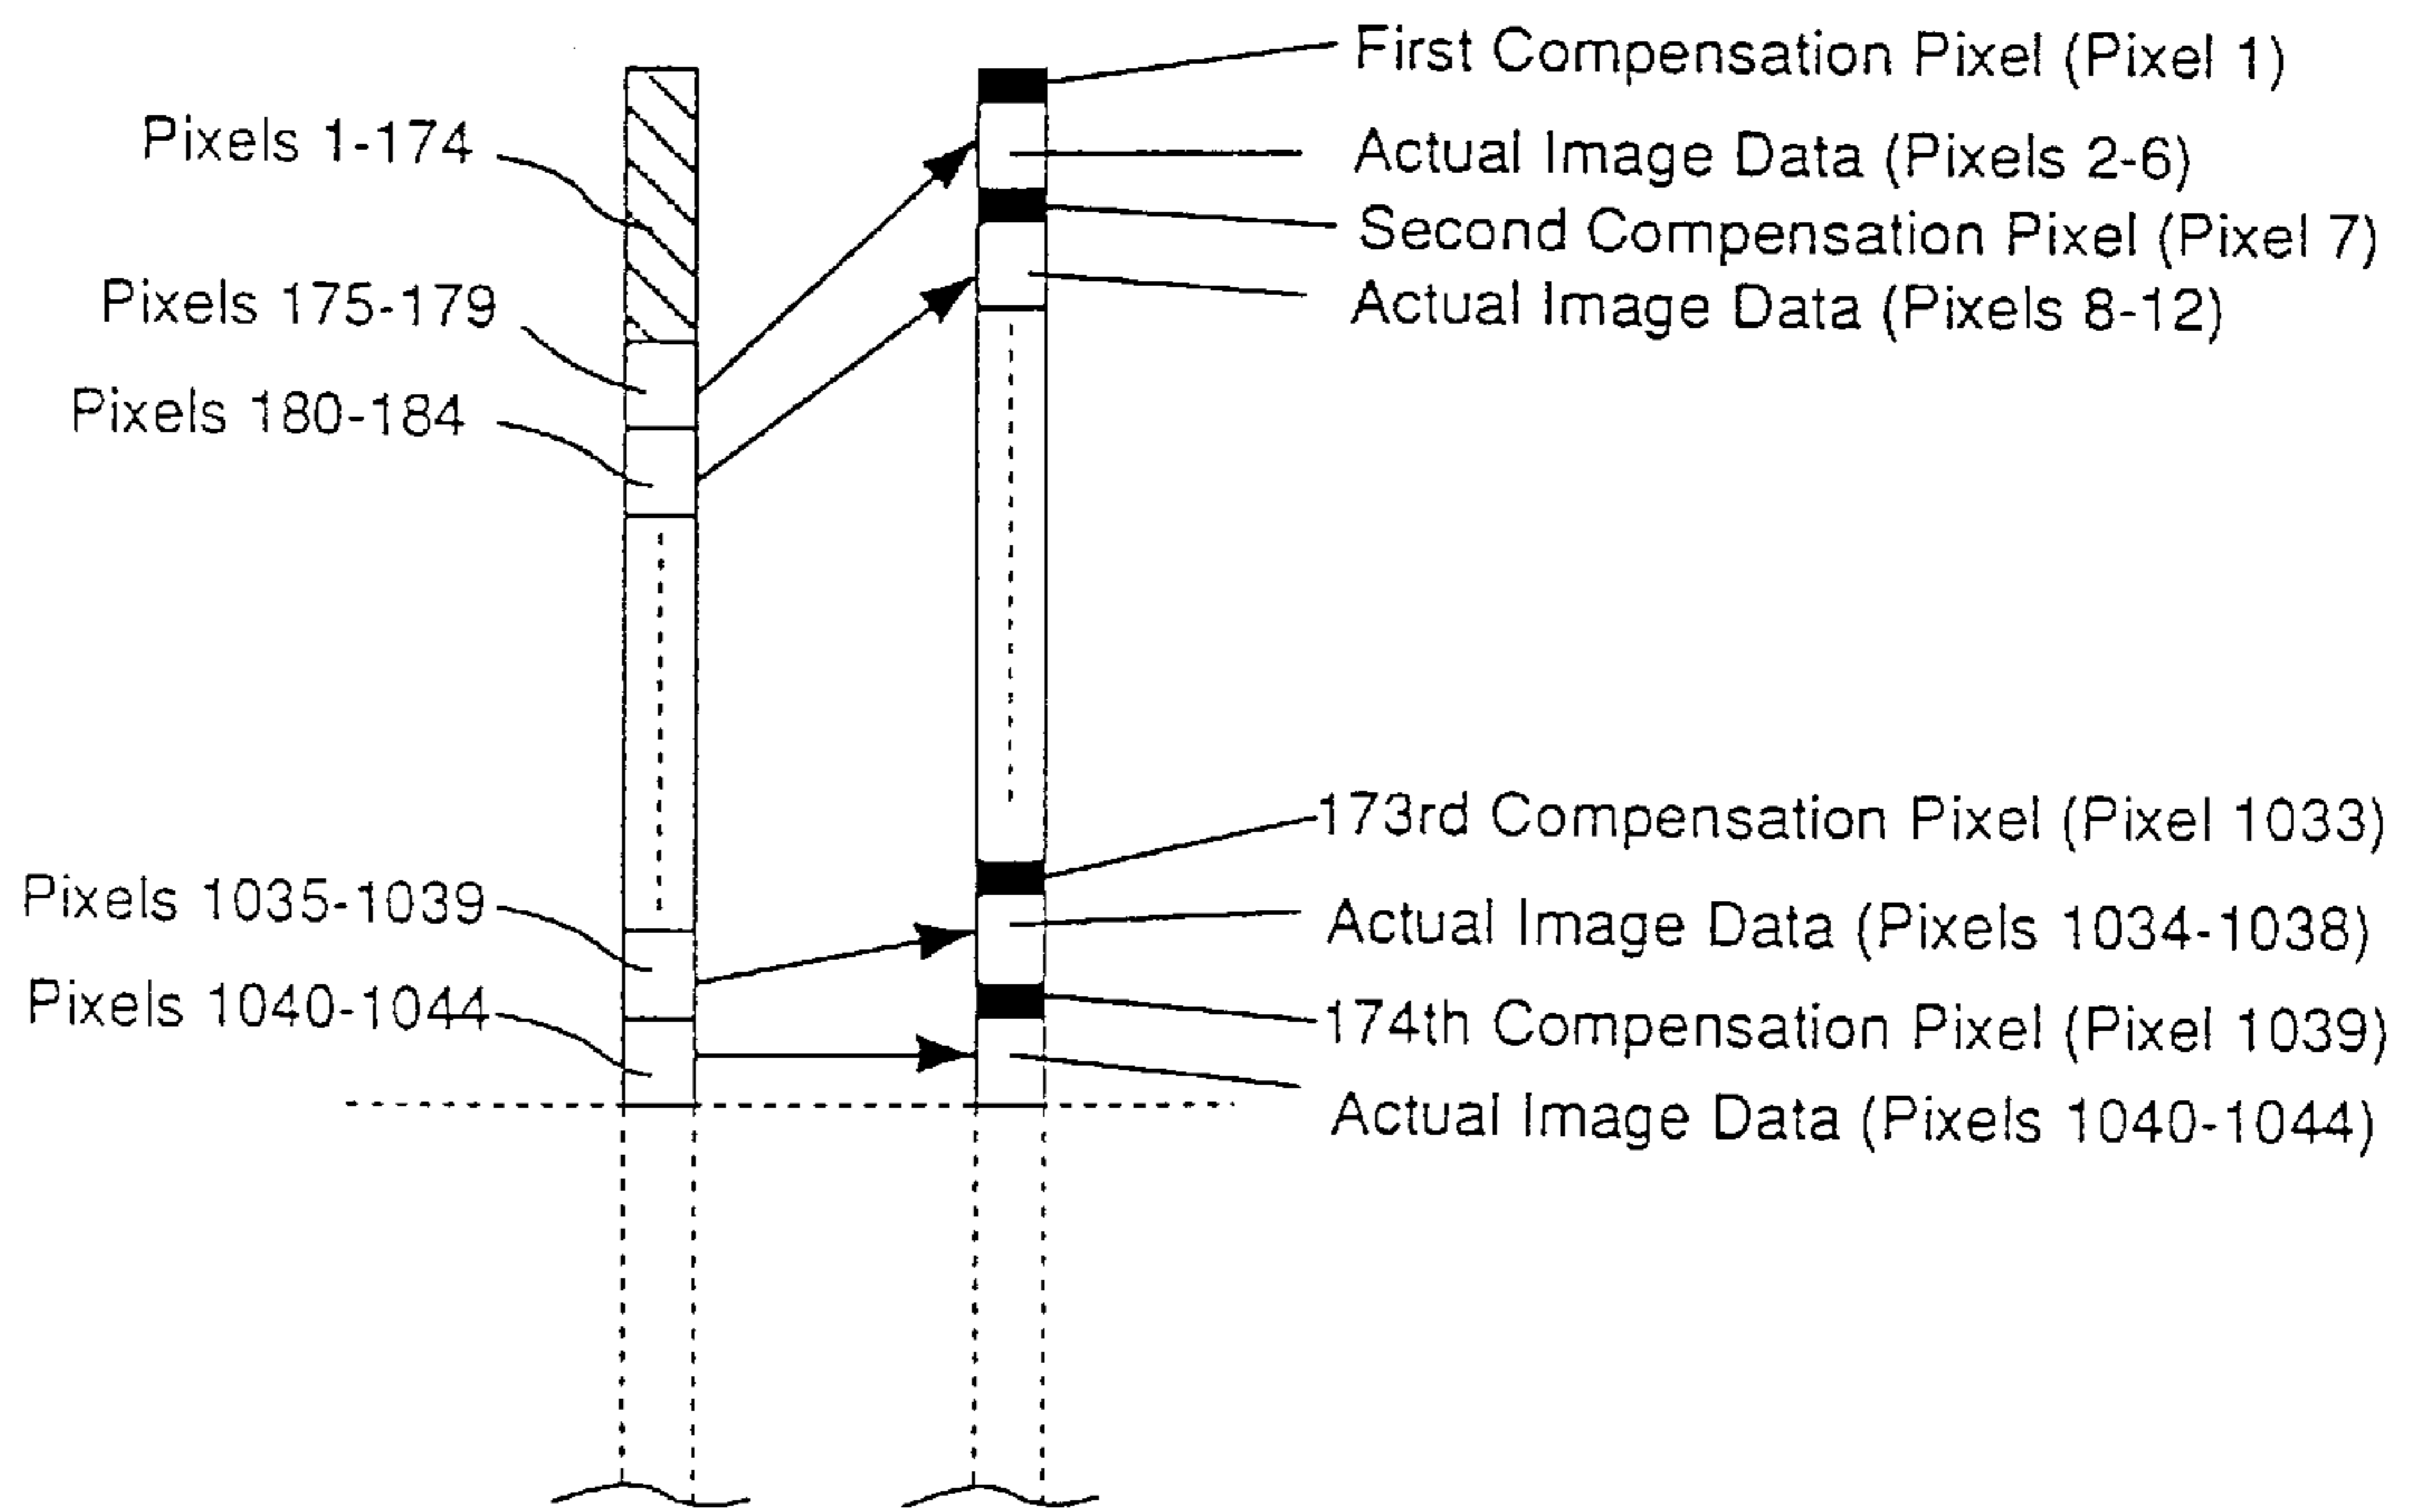 Pixels 1-174
Pixels 175-179
Pixels 180-184
Pixels 1035-1039
Pixels 1040-1044
First Compensation Pixel (Pixel 1)
Actual Image Data (Pixels 2-6)
Second Compensation Pixel (Pixel 7)
Actual Image Data (Pixels 8-12)
173rd Compensation Pixel (Pixel 1033)
Actual Image Data (Pixels 1034-1038)
174th Compensation Pixel (Pixel 1039)
Actual Image Data (Pixels 1040-1044)